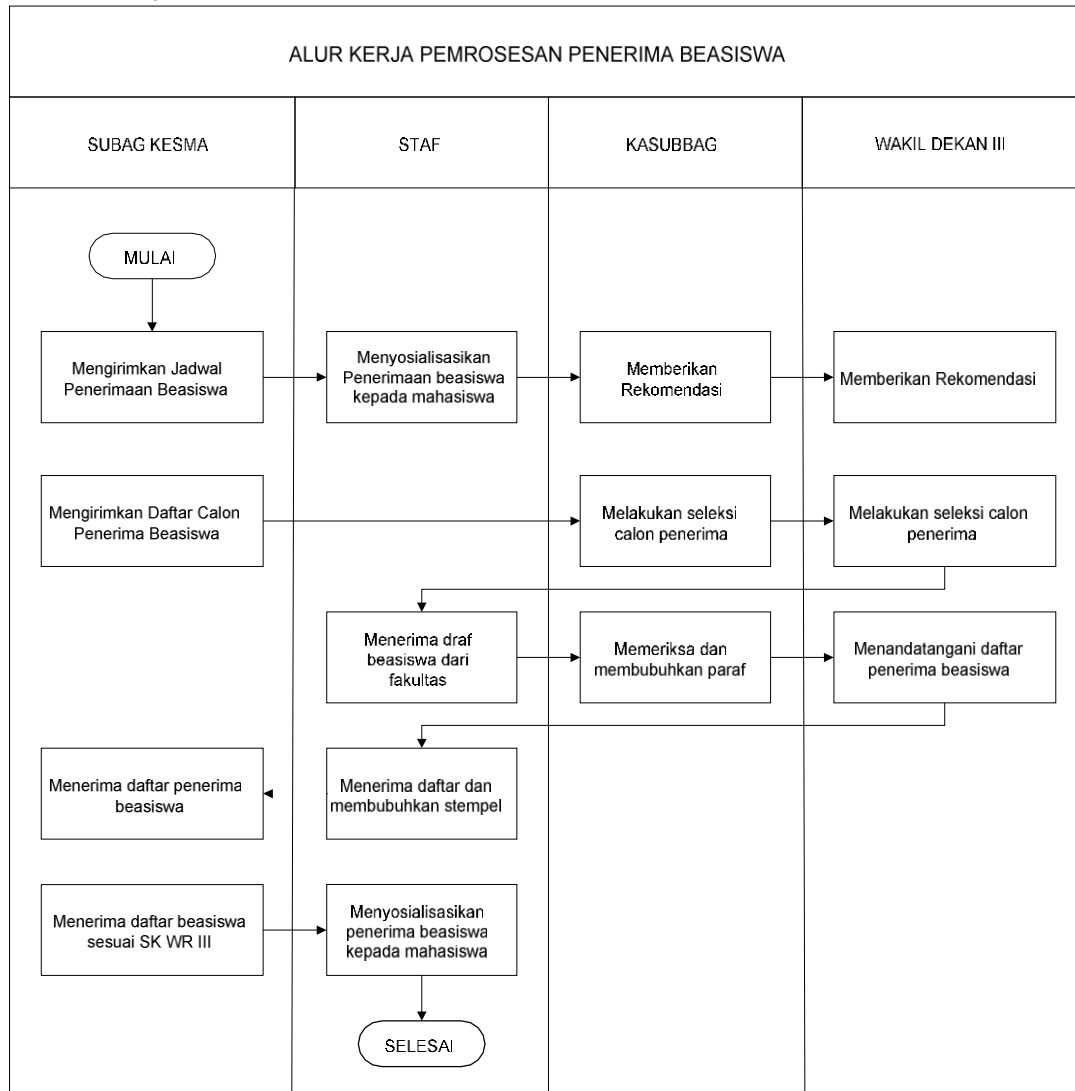 ALUR KERJA PEMROSESAN PENERIMA BEASISWA
SUBAG KESMA
STAF
KASUBBAG
WAKIL DEKAN III
MULAI
Mengirimkan Jadwal
Penerimaan Beasiswa
Menyosialisasikan
Penerimaan beasiswa
kepada mahasiswa
Memberikan
Rekomendasi
Memberikan Rekomendasi
Mengirimkan Daftar Calon
Penerima Beasiswa
Melakukan seleksi
calon penerima
Melakukan seleksi calon
penerima
Menerima draf
beasiswa dari
fakultas
Memeriksa dan
membubuhkan paraf
Menandatangani daftar
penerima beasiswa
Menerima daftar penerima
beasiswa
Menerima daftar dan
membubuhkan stempel
Menerima daftar beasiswa
sesuai SK WR III
Menyosialisasikan
penerima beasiswa
kepada mahasiswa
SELESAI